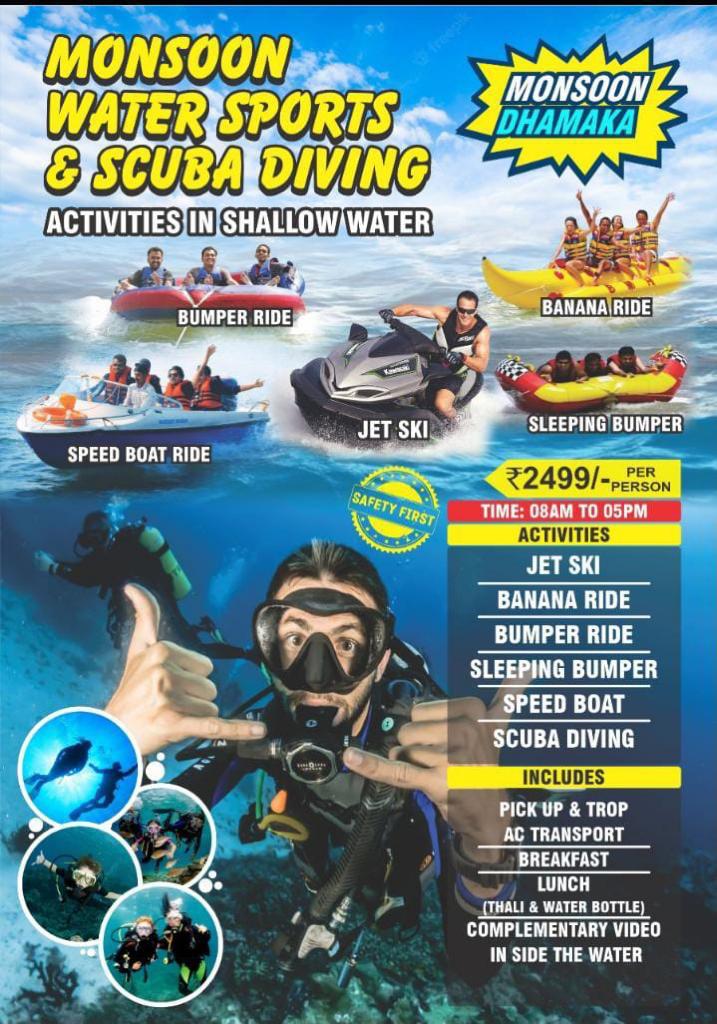 MONSOON
WATER SPORTS
& SCUBA DIVING
ACTIVITIES IN SHALLOW WATER
MONSOON
DHAMAKA
BUMPER RIDE
BANANA RIDE
JET SKI
SLEEPING BUMPER
SPEED BOAT RIDE
SAFETY FIRST
₹2499/- PER PERSON
TIME: 08AM TO 05PM
ACTIVITIES
JET SKI
BANANA RIDE
BUMPER RIDE
SLEEPING BUMPER
SPEED BOAT
SCUBA DIVING
INCLUDES
PICK UP & TROP
AC TRANSPORT
BREAKFAST
LUNCH
(THALI & WATER BOTTLE)
COMPLEMENTARY VIDEO
IN SIDE THE WATER
freepik
Kawasaki